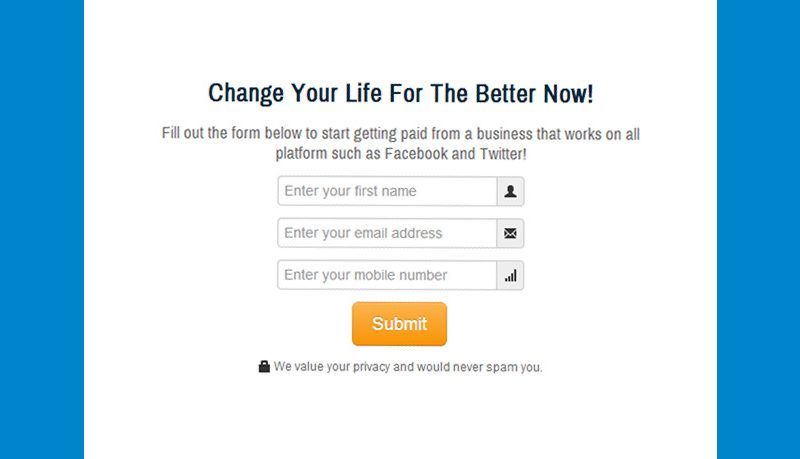 Change Your Life For The Better Now!
Fill out the form below to start getting paid from a business that works on all
platform such as Facebook and Twitter!
Enter your first name
Enter your email address
Enter your mobile number
Submit
We value your privacy and would never spam you.